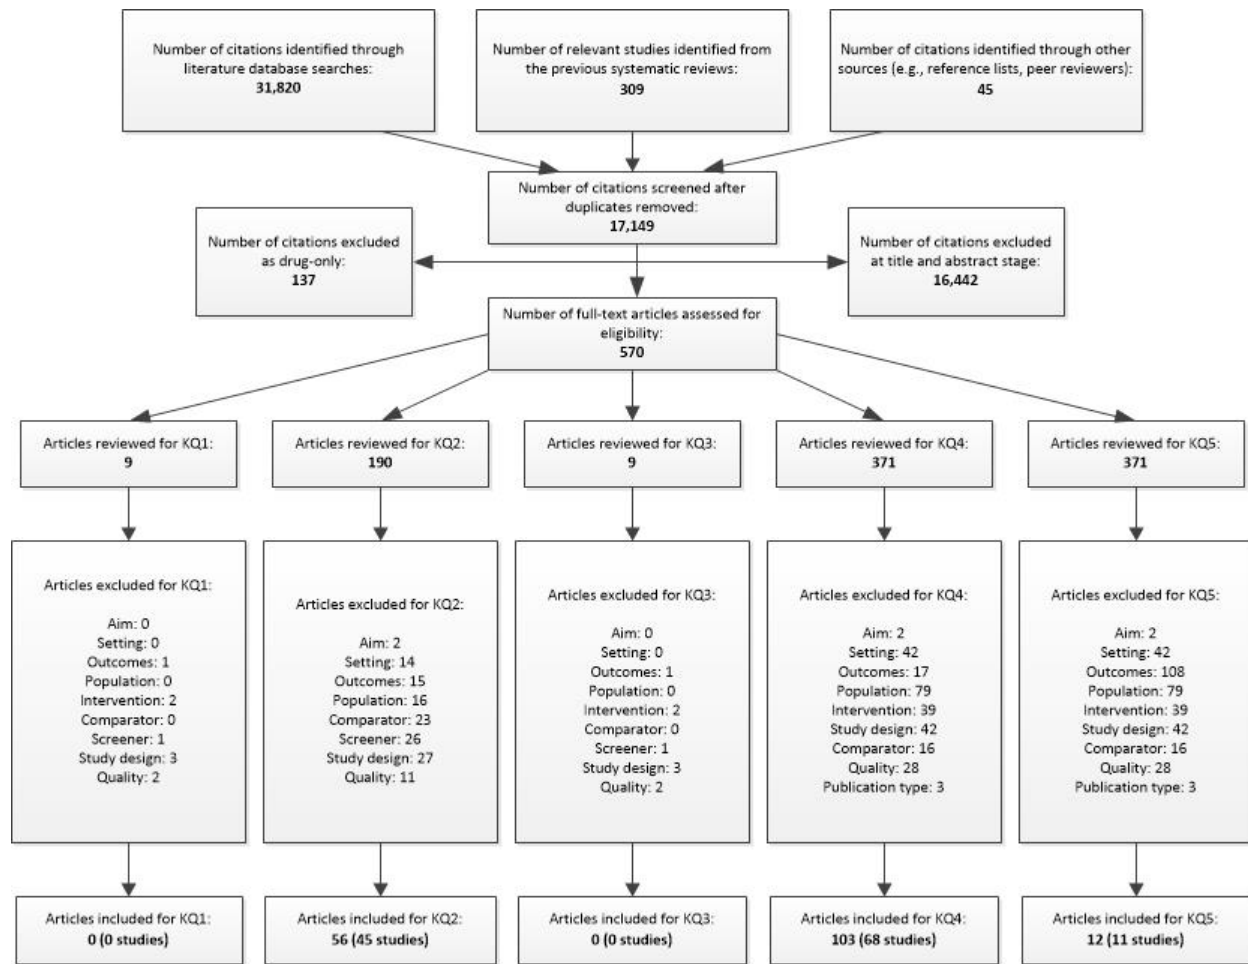 Number of citations identified through
literature database searches:
31,820
Number of relevant studies identified from
the previous systematic reviews:
309
Number of citations identified through other
sources (e.g., reference lists, peer reviewers):
45
Number of citations screened after
duplicates removed:
17,149
Number of citations excluded
as drug-only:
137
Number of citations excluded
at title and abstract stage:
16,442
Number of full-text articles assessed for
eligibility:
570
Articles reviewed for KQ1:
9
Articles reviewed for KQ2:
190
Articles reviewed for KQ3:
9
Articles reviewed for KQ4:
371
Articles reviewed for KQ5:
371
Articles excluded for KQ1:
Aim: 0
Setting: 0
Outcomes: 1
Population: 0
Intervention: 2
Comparator: 0
Screener: 1
Study design: 3
Quality: 2
Articles excluded for KQ2:
Aim: 2
Setting: 14
Outcomes: 15
Population: 16
Comparator: 23
Screener: 26
Study design: 27
Quality: 11
Articles excluded for KQ3:
Aim: 0
Setting: 0
Outcomes: 1
Population: 0
Intervention: 2
Comparator: 0
Screener: 1
Study design: 3
Quality: 2
Articles excluded for KQ4:
Aim: 2
Setting: 42
Outcomes: 17
Population: 79
Intervention: 39
Study design: 42
Comparator: 16
Quality: 28
Publication type: 3
Articles excluded for KQ5:
Aim: 2
Setting: 42
Outcomes: 108
Population: 79
Intervention: 39
Study design: 42
Comparator: 16
Quality: 28
Publication type: 3
Articles included for KQ1:
0 (0 studies)
Articles included for KQ2:
56 (45 studies)
Articles included for KQ3:
0 (0 studies)
Articles included for KQ4:
103 (68 studies)
Articles included for KQ5:
12 (11 studies)